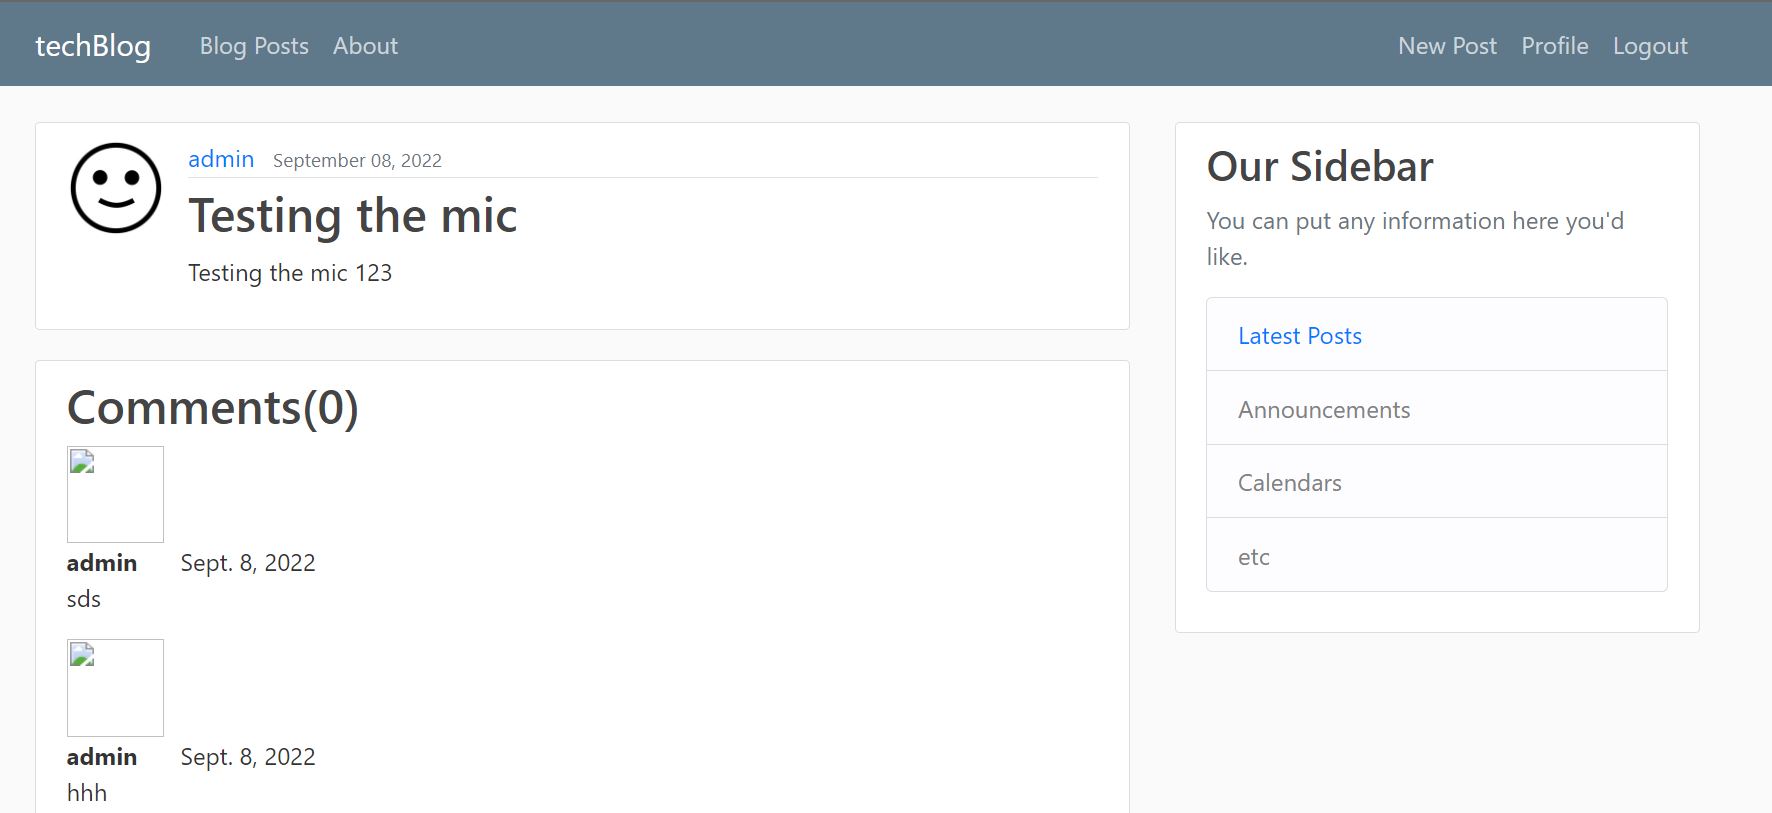 techBlog Blog Posts About New Post Profile Logout
admin September 08, 2022
Testing the mic
Testing the mic 123
Comments(0)
admin Sept. 8, 2022
sds
admin Sept. 8, 2022
hhh
Our Sidebar
You can put any information here you'd
like.
Latest Posts
Announcements
Calendars
etc